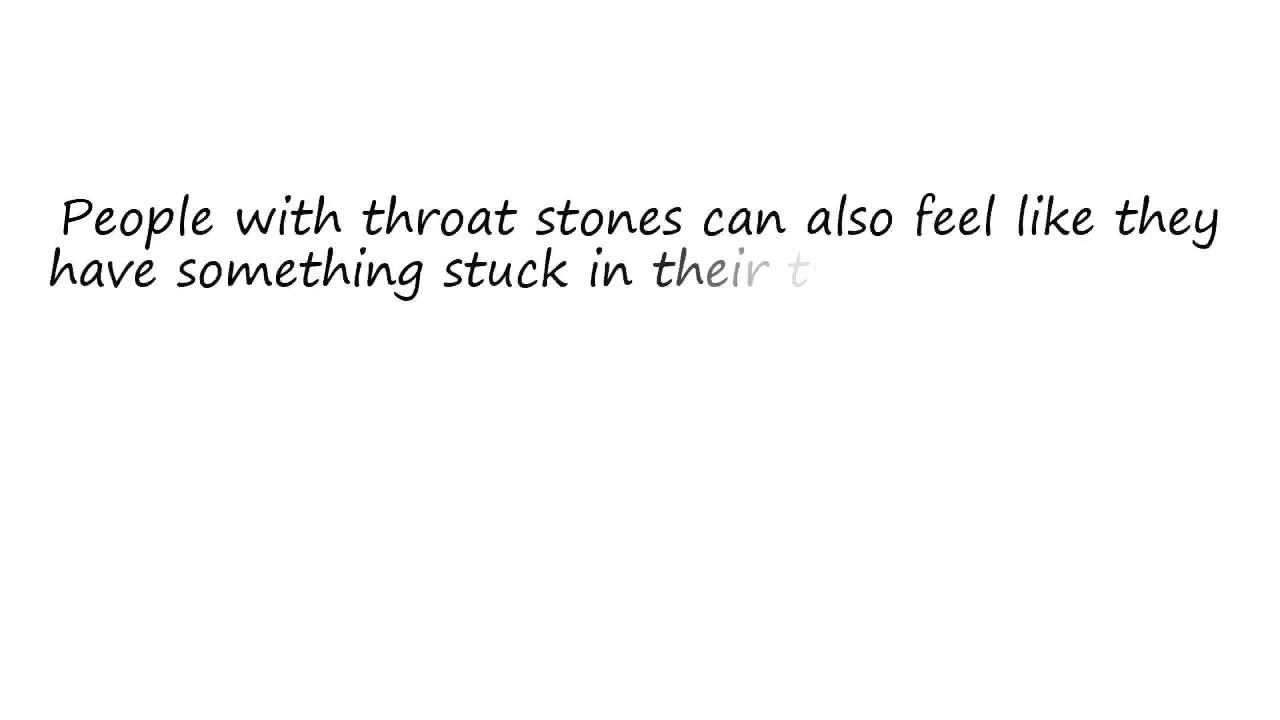 People with throat stones can also feel like they
have something stuck in their t